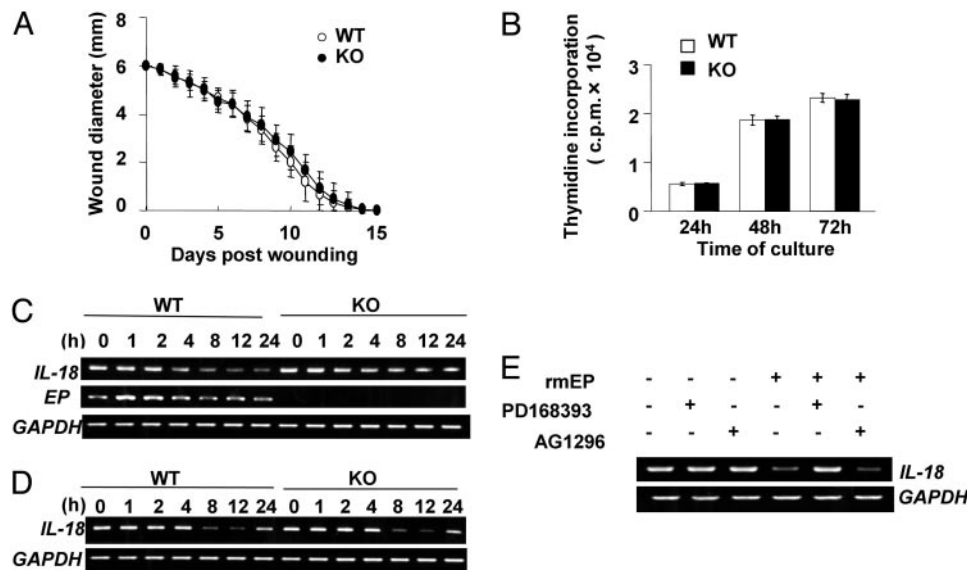 A
Wound diameter (mm)
8
6
4
2
0
WT
KO
0 5 10 15
Days post wounding
B
Thymidine incorporation
( c.p.m. × 10⁴)
WT
KO
3
2
1
0
24h 48h 72h
Time of culture
C
WT KO
(h) 0 1 2 4 8 12 24 0 1 2 4 8 12 24
IL-18
EP
GAPDH
D
WT KO
(h) 0 1 2 4 8 12 24 0 1 2 4 8 12 24
IL-18
GAPDH
E
rmEP - - - + + +
PD168393 - + - - + -
AG1296 - - + - - +
IL-18
GAPDH